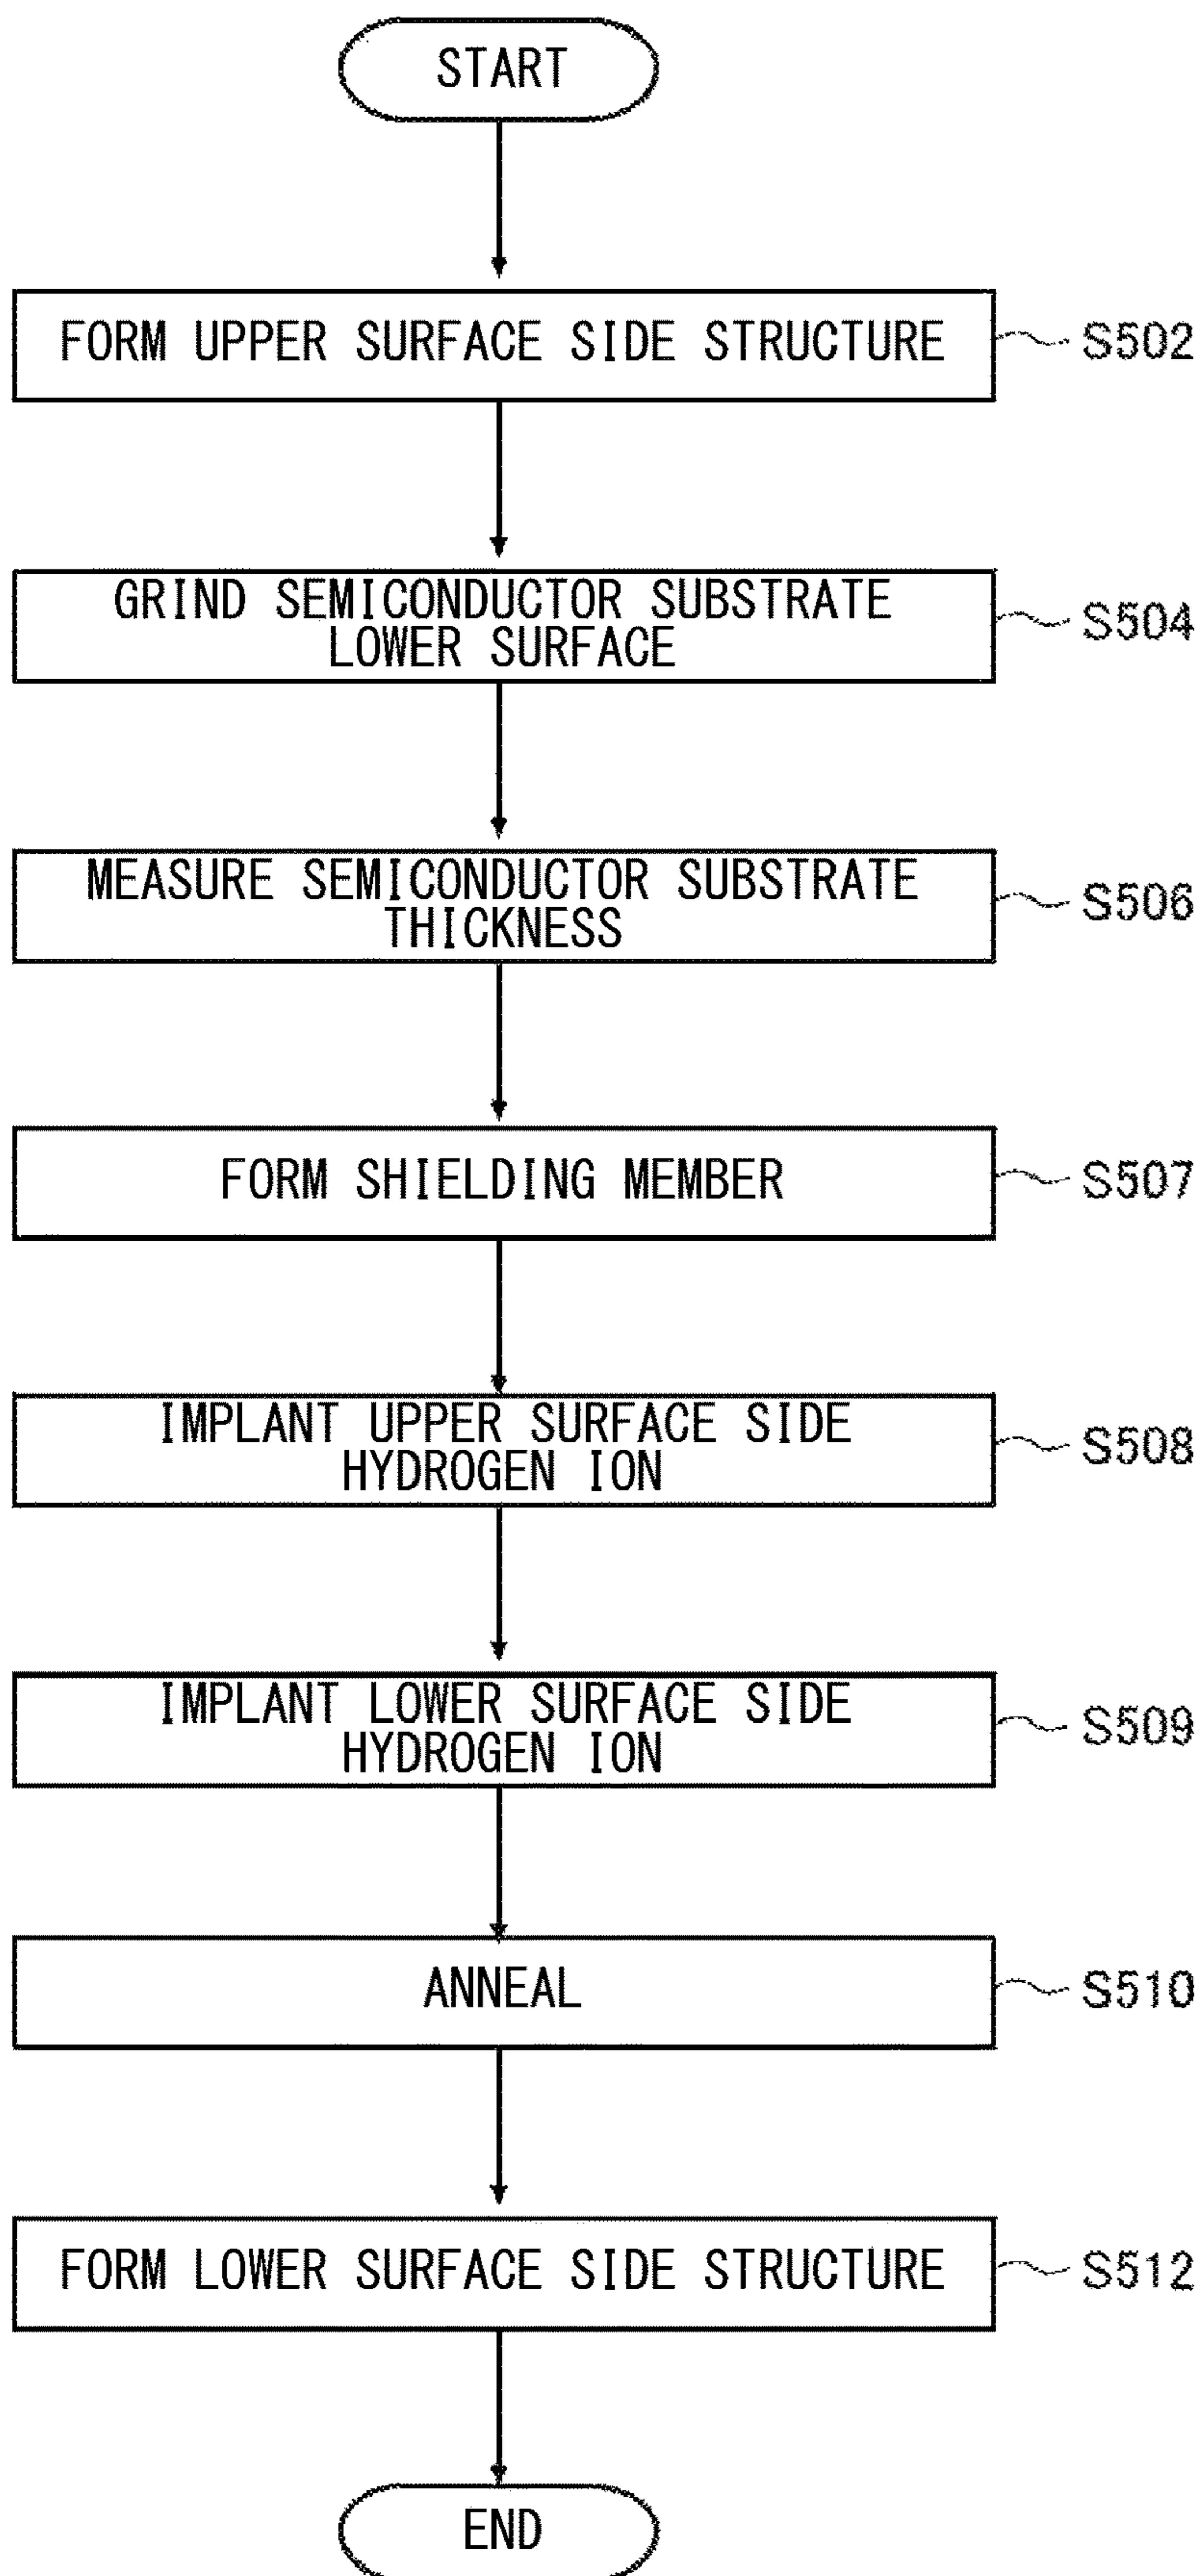 START
FORM UPPER SURFACE SIDE STRUCTURE
S502
GRIND SEMICONDUCTOR SUBSTRATE
LOWER SURFACE
S504
MEASURE SEMICONDUCTOR SUBSTRATE
THICKNESS
S506
FORM SHIELDING MEMBER
S507
IMPLANT UPPER SURFACE SIDE
HYDROGEN ION
S508
IMPLANT LOWER SURFACE SIDE
HYDROGEN ION
S509
ANNEAL
S510
FORM LOWER SURFACE SIDE STRUCTURE
S512
END